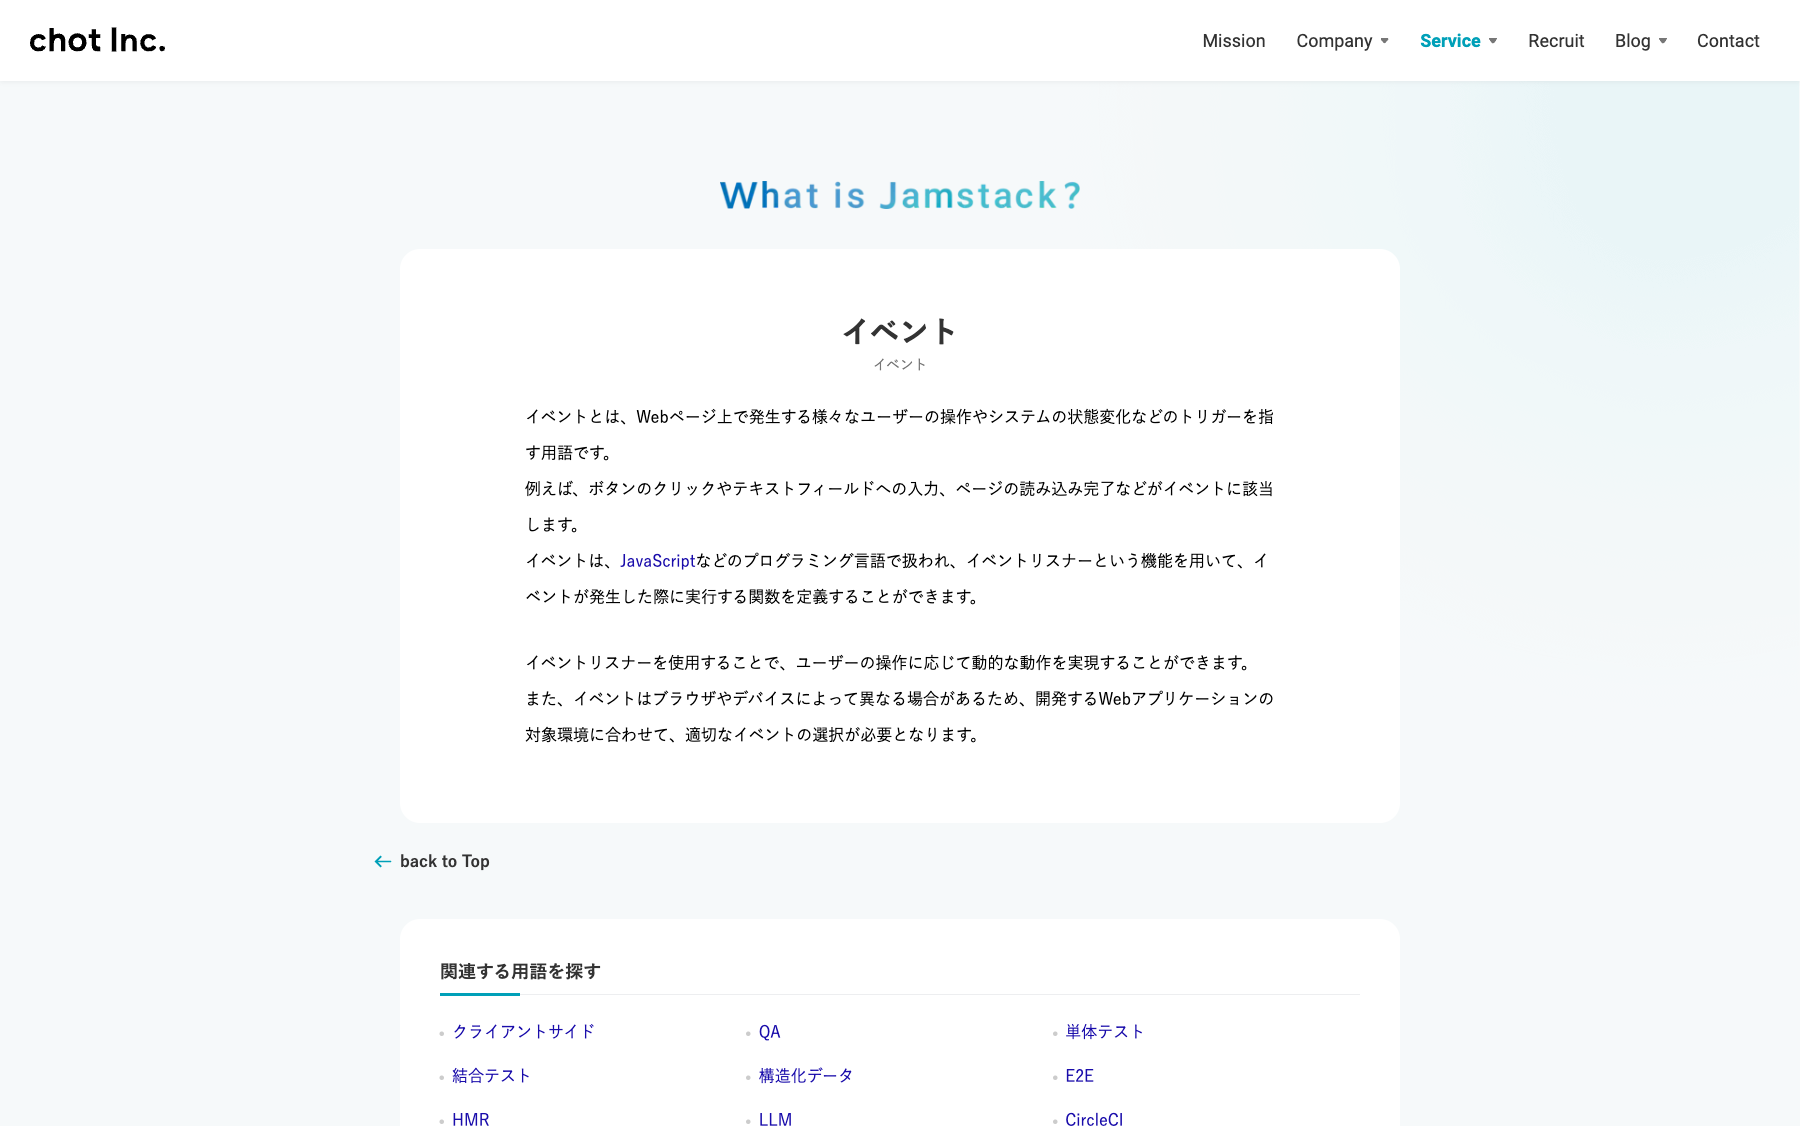 chot Inc.
Mission Company Service Recruit Blog Contact
What is Jamstack?
イベント
イベント
イベントとは、Webページ上で発生する様々なユーザーの操作やシステムの状態変化などのトリガーを指
す用語です。
例えば、ボタンのクリックやテキストフィールドへの入力、ページの読み込み完了などがイベントに該当
します。
イベントは、JavaScriptなどのプログラミング言語で扱われ、イベントリスナーという機能を用いて、イ
ベントが発生した際に実行する関数を定義することができます。
イベントリスナーを使用することで、ユーザーの操作に応じて動的な動作を実現することができます。
また、イベントはブラウザやデバイスによって異なる場合があるため、開発するWebアプリケーションの
対象環境に合わせて、適切なイベントの選択が必要となります。
back to Top
関連する用語を探す
クライアントサイド QA 単体テスト
結合テスト 構造化データ E2E
HMR LLM CircleCI